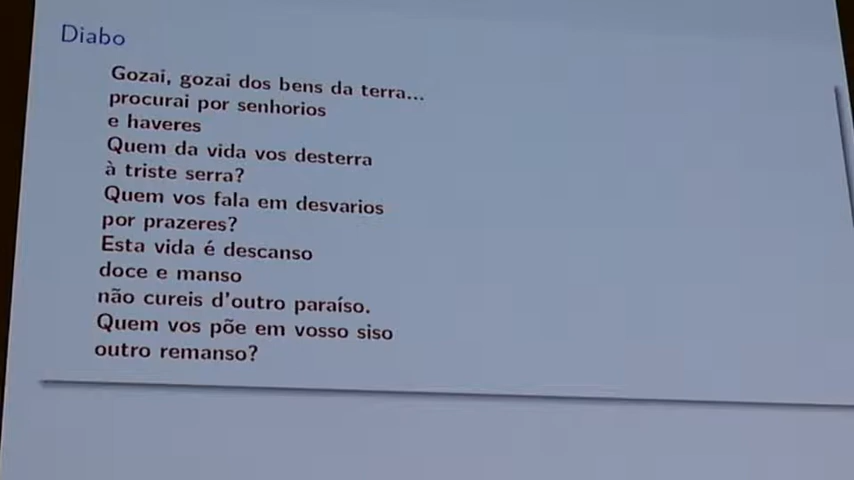 Diabo
Gozai, gozai dos bens da terra...
procurai por senhorios
e haveres
Quem da vida vos desterra
à triste serra?
Quem vos fala em desvarios
por prazeres?
Esta vida é descanso
doce e manso
não cureis d'outro paraíso.
Quem vos põe em vosso siso
outro remanso?